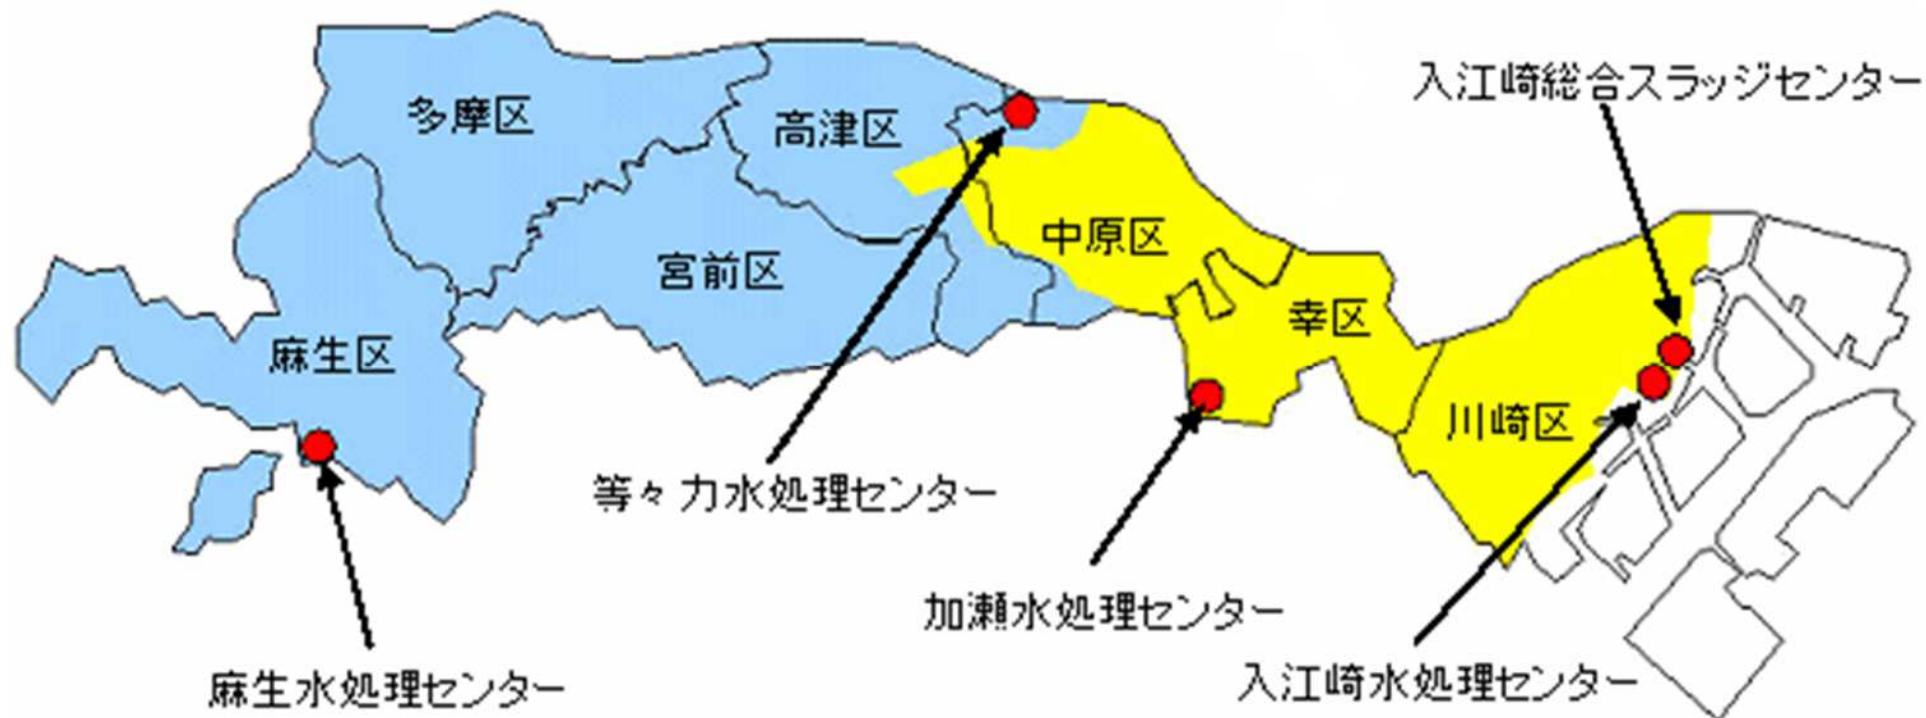 入江崎総合スラッジセンター
多摩区
高津区
中原区
宮前区
幸区
麻生区
川崎区
等々力水処理センター
加瀬水処理センター
麻生水処理センター
入江崎水処理センター